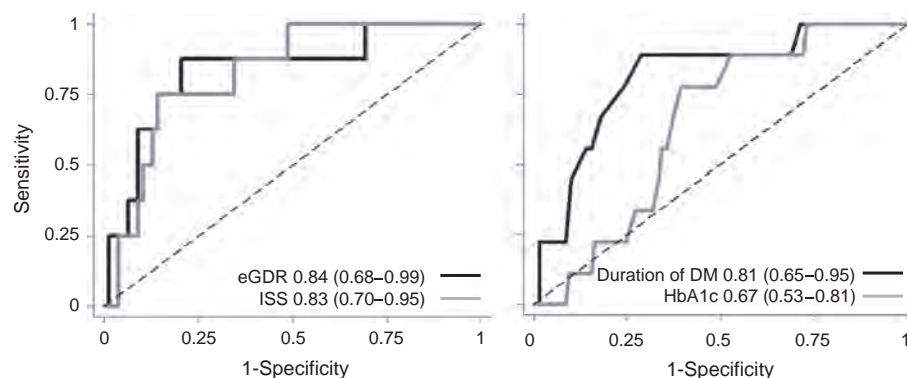 1
0.75
0.5
0.25
0
Sensitivity
eGDR 0.84 (0.68–0.99)
ISS 0.83 (0.70–0.95)
0
0.25
0.5
0.75
1
1-Specificity
Duration of DM 0.81 (0.65–0.95)
HbA1c 0.67 (0.53–0.81)
0
0.25
0.5
0.75
1
1-Specificity